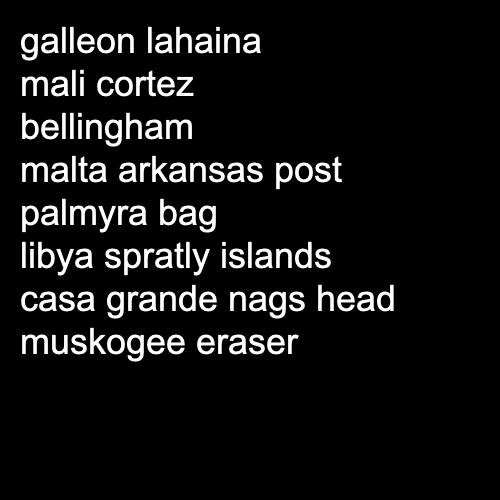 galleon lahaina
mali cortez
bellingham
malta arkansas post
palmyra bag
libya spratly islands
casa grande nags head
muskogee eraser